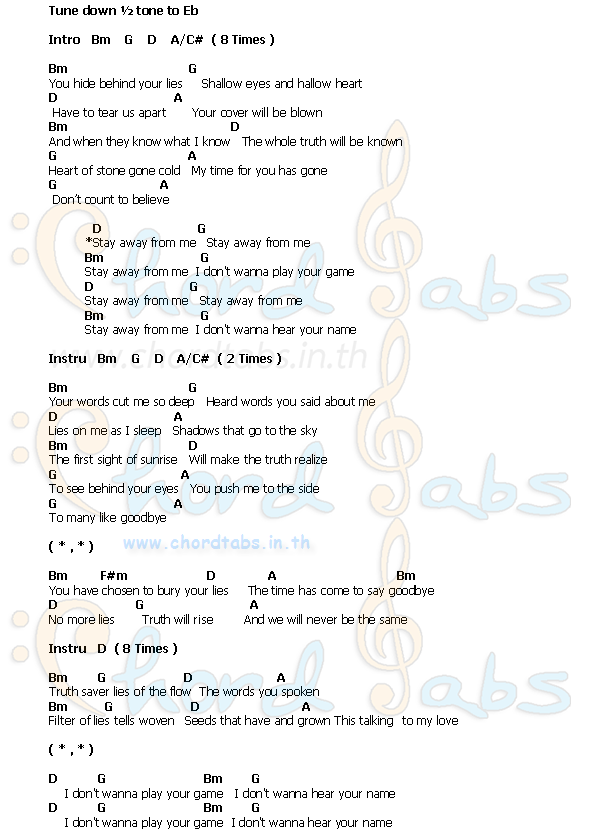 Tune down ½ tone to Eb
Intro Bm G D A/C# ( 8 Times )
Bm G
You hide behind your lies Shallow eyes and hallow heart
D A
Have to tear us apart Your cover will be blown
Bm D
And when they know what I know The whole truth will be known
G A
Heart of stone gone cold My time for you has gone
G A
Don't count to believe
D G
*Stay away from me Stay away from me
Bm G
Stay away from me I don't wanna play your game
D G
Stay away from me Stay away from me
Bm G
Stay away from me I don't wanna hear your name
Instru Bm G D A/C# ( 2 Times )
www.chordtabs.in.th
Bm G
Your words cut me so deep Heard words you said about me
D A
Lies on me as I sleep Shadows that go to the sky
Bm D
The first sight of sunrise Will make the truth realize
G A
To see behind your eyes You push me to the side
G A
To many like goodbye
( * , * )
www.chordtabs.in.th
Bm F#m D A Bm
You have chosen to bury your lies The time has come to say goodbye
D G A
No more lies Truth will rise And we will never be the same
Instru D ( 8 Times )
Bm G D A
Truth saver lies of the flow The words you spoken
Bm G D A
Filter of lies tells woven Seeds that have and grown This talking to my love
( * , * )
D G Bm G
I don't wanna play your game I don't wanna hear your name
D G Bm G
I don't wanna play your game I don't wanna hear your name
Chord Tabs
Chord Tabs
Chord Tabs